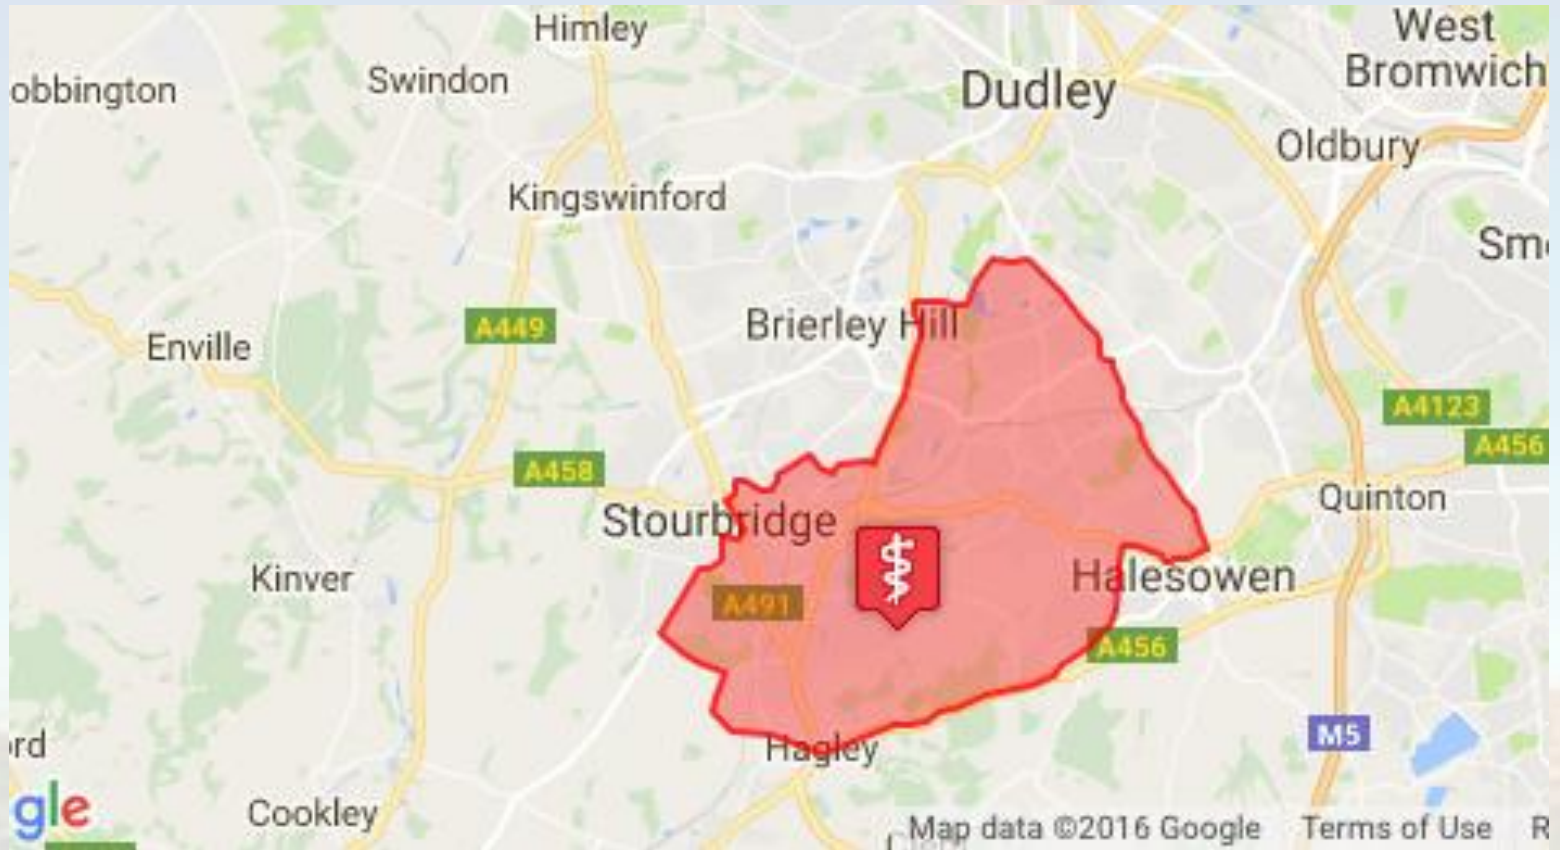 Himley
West
Bromwich
obbington
Swindon
Dudley
Oldbury
Kingswinford
Sme
Brierley Hill
A449
Enville
A4123
A456
A458
Quinton
Stourbridge
Kinver
Halesowen
A491
A456
M5
rd
Hagley
gle
Cookley
Map data ©2016 Google
Terms of Use
R